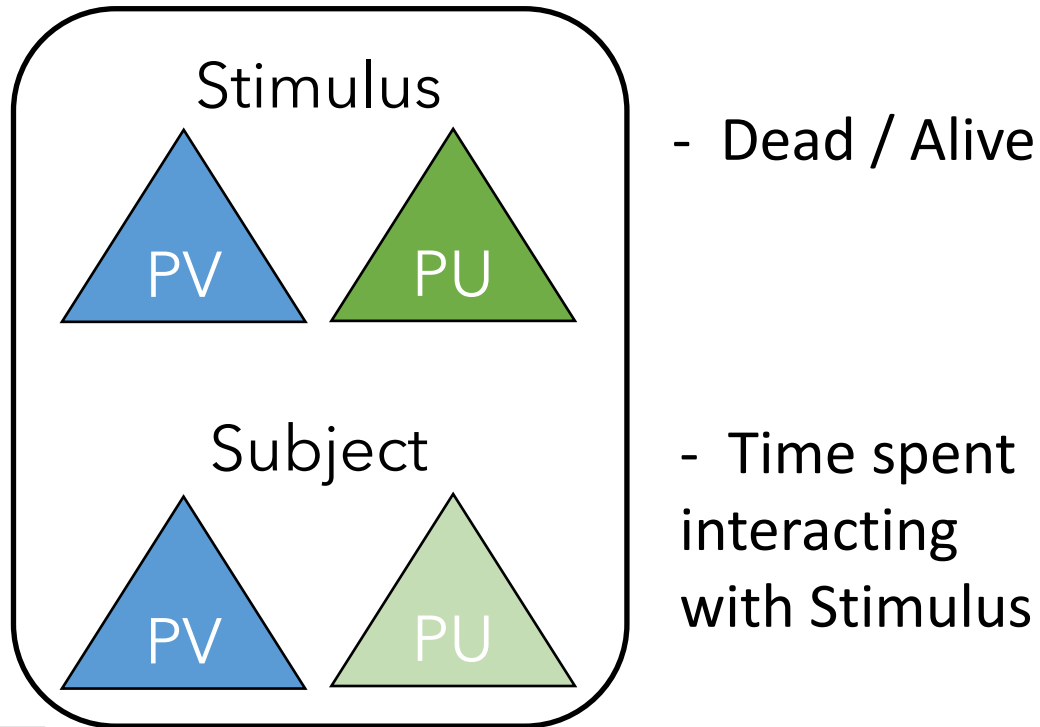 Stimulus
- Dead / Alive
PV PU
Subject
- Time spent
interacting
with Stimulus
PV PU